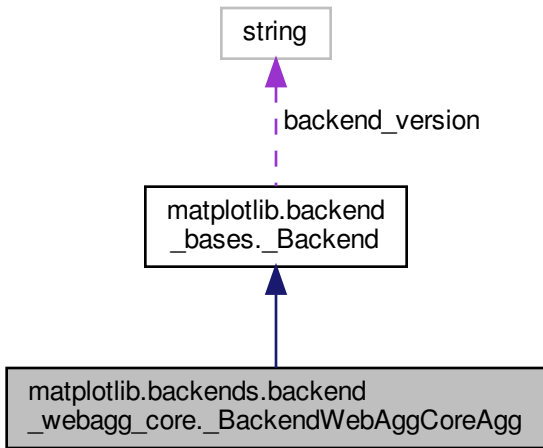 string
backend_version
matplotlib.backend
_bases._Backend
matplotlib.backends.backend
_webagg_core._BackendWebAggCoreAgg